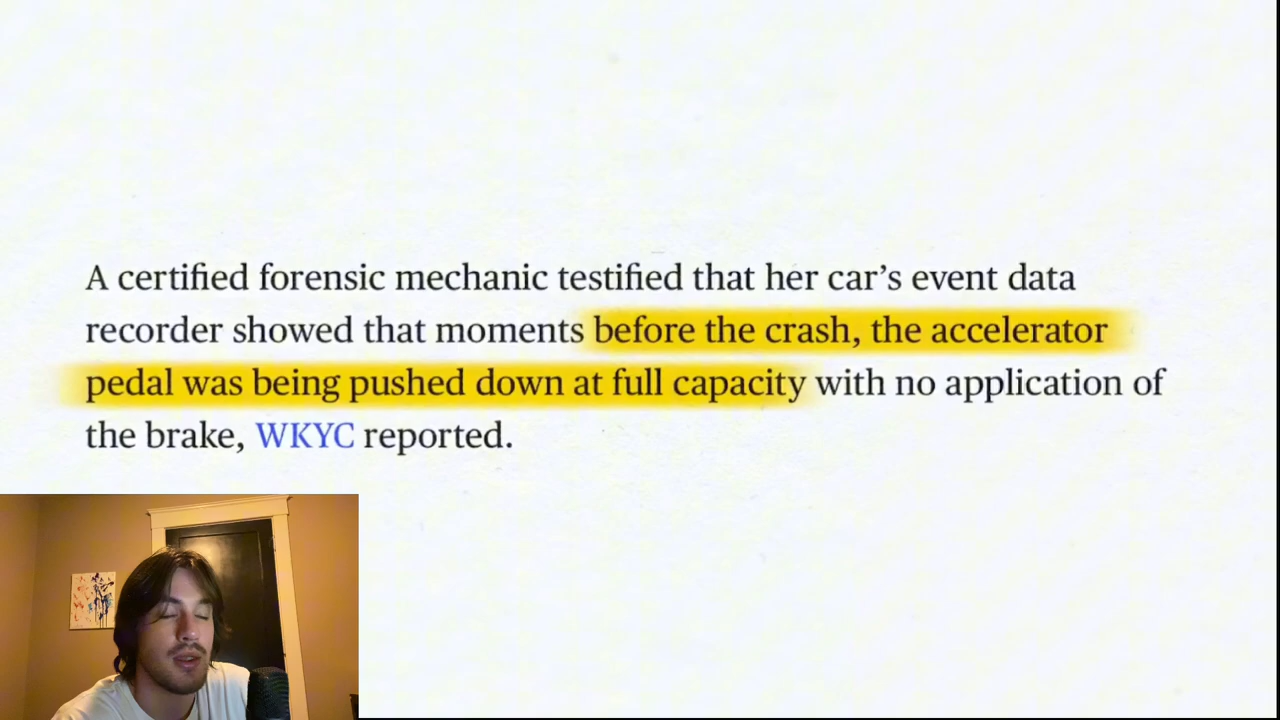 A certified forensic mechanic testified that her car’s event data
recorder showed that moments before the crash, the accelerator
pedal was being pushed down at full capacity with no application of
the brake, WKYC reported.